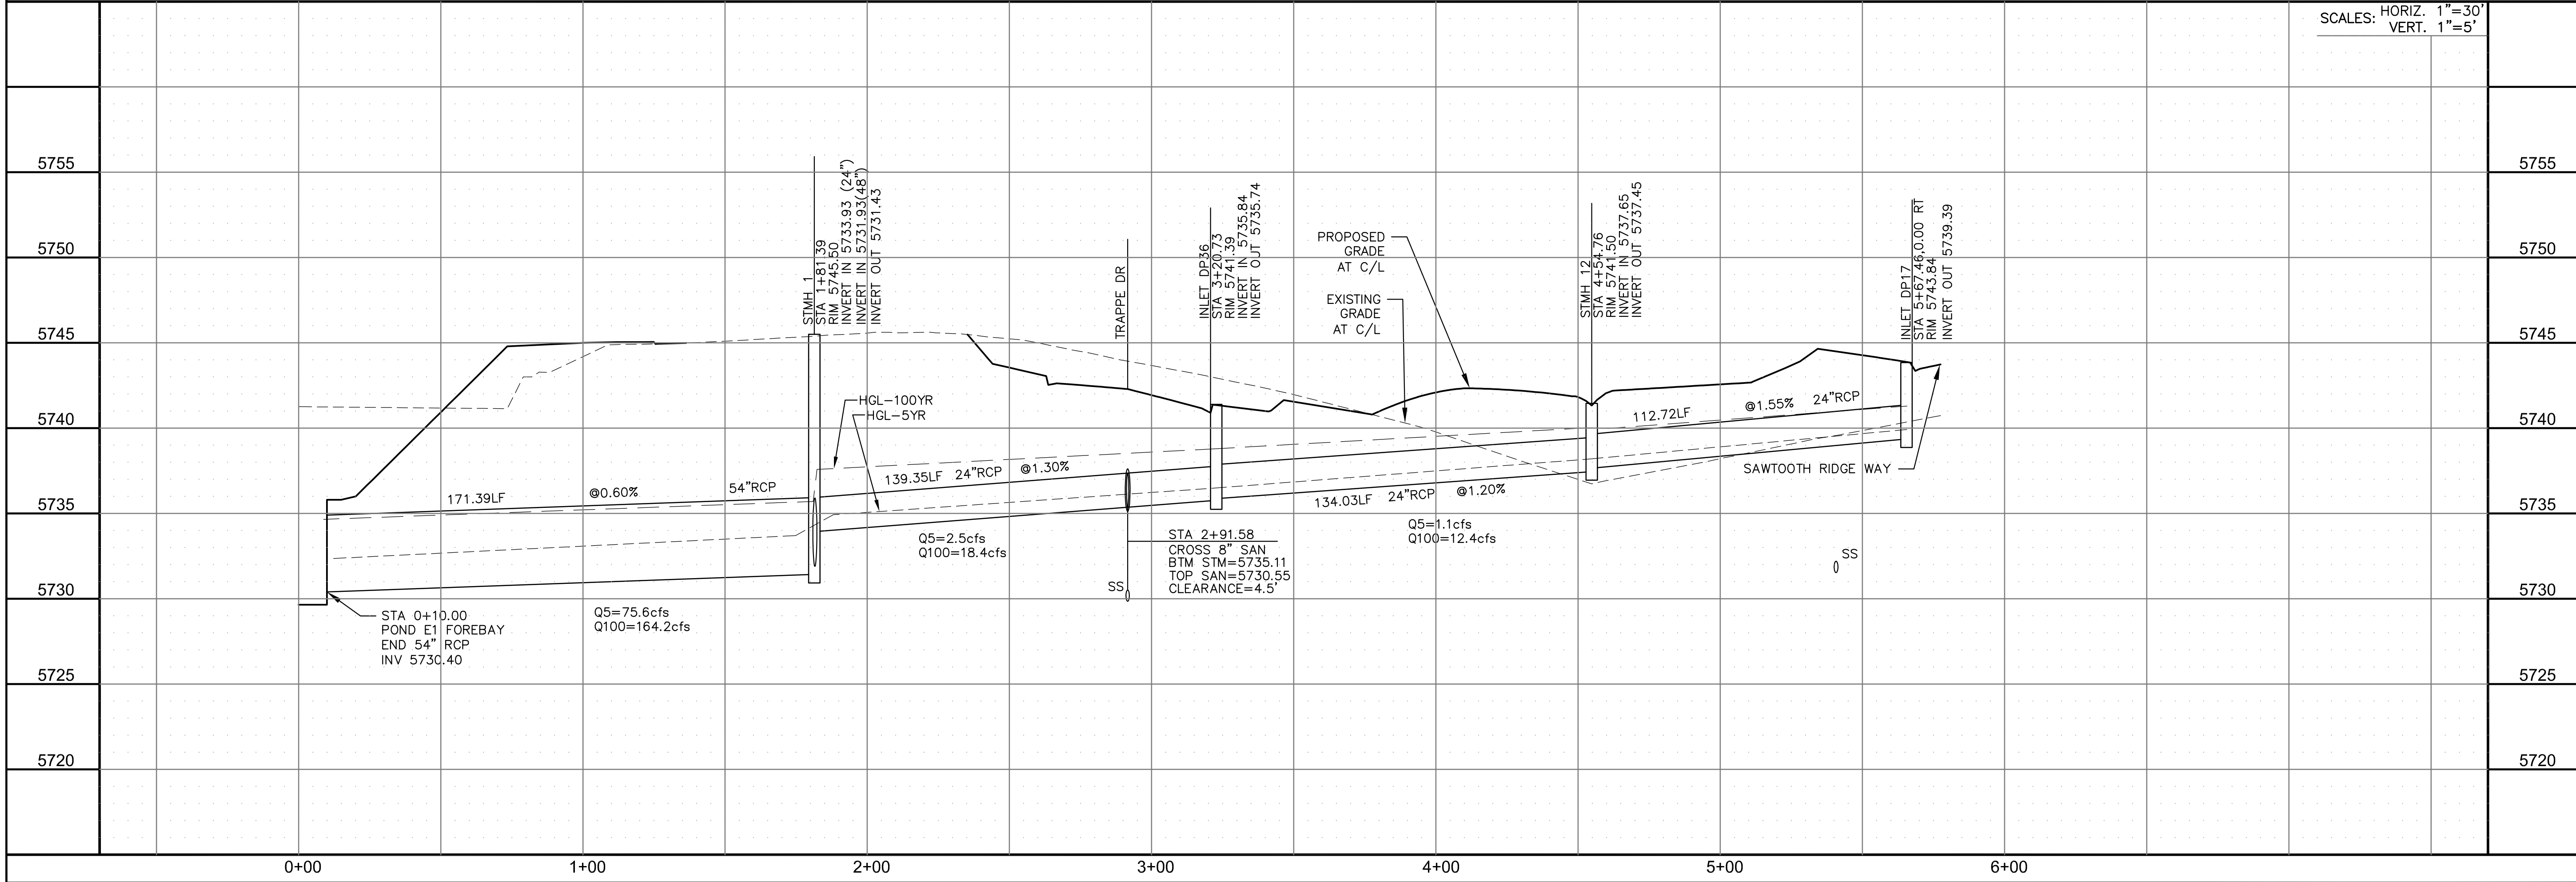 SCALES: HORIZ. 1"=30'
VERT. 1"=5'
5755
5750
5745
5740
5735
5730
5725
5720
5755
5750
5745
5740
5735
5730
5725
5720
STMH 1
STA 1+81.39
RIM 5745.50
INVERT IN 5733.93 (24")
INVERT IN 5731.93(48")
INVERT OUT 5731.43
TRAPPE DR
INLET DP36
STA 3+20.73
RIM 5741.39
INVERT IN 5735.84
INVERT OUT 5735.74
PROPOSED
GRADE
AT C/L
EXISTING
GRADE
AT C/L
STMH 12
STA 4+54.76
RIM 5741.50
INVERT IN 5737.65
INVERT OUT 5737.45
INLET DP17
STA 5+67.46,0.00 RT
RIM 5743.84
INVERT OUT 5739.39
HGL-100YR
HGL-5YR
171.39LF @0.60% 54"RCP
139.35LF 24"RCP @1.30%
134.03LF 24"RCP @1.20%
112.72LF @1.55% 24"RCP
SAWTOOTH RIDGE WAY
Q5=2.5cfs
Q100=18.4cfs
STA 2+91.58
CROSS 8" SAN
BTM STM=5735.11
TOP SAN=5730.55
CLEARANCE=4.5'
SS
Q5=1.1cfs
Q100=12.4cfs
SS
STA 0+10.00
POND E1 FOREBAY
END 54" RCP
INV 5730.40
Q5=75.6cfs
Q100=164.2cfs
0+00
1+00
2+00
3+00
4+00
5+00
6+00